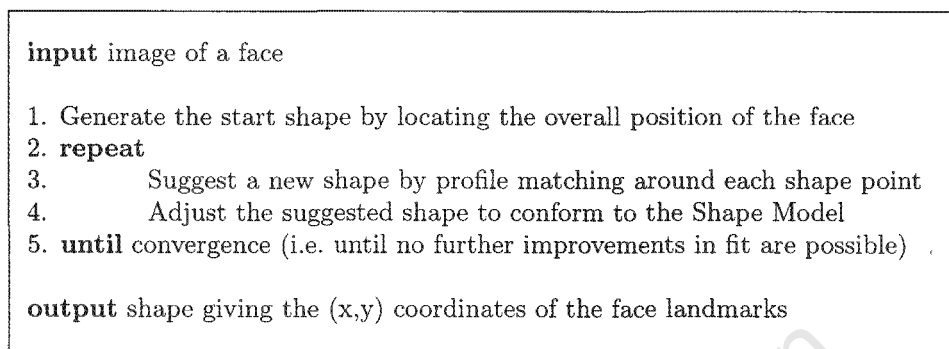 input image of a face
1. Generate the start shape by locating the overall position of the face
2. repeat
3. Suggest a new shape by profile matching around each shape point
4. Adjust the suggested shape to conform to the Shape Model
5. until convergence (i.e. until no further improvements in fit are possible)
output shape giving the (x,y) coordinates of the face landmarks